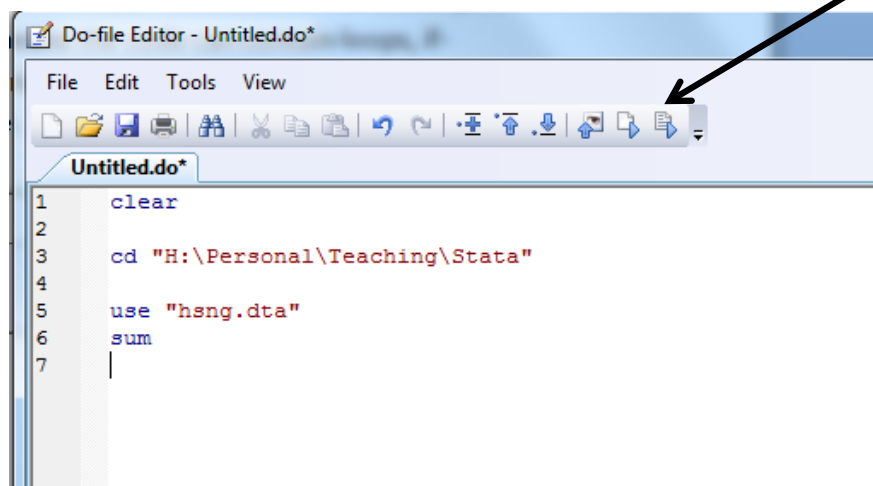 Do-file Editor - Untitled.do*
File Edit Tools View
Untitled.do*
1 clear
2
3 cd "H:\Personal\Teaching\Stata"
4
5 use "hsng.dta"
6 sum
7